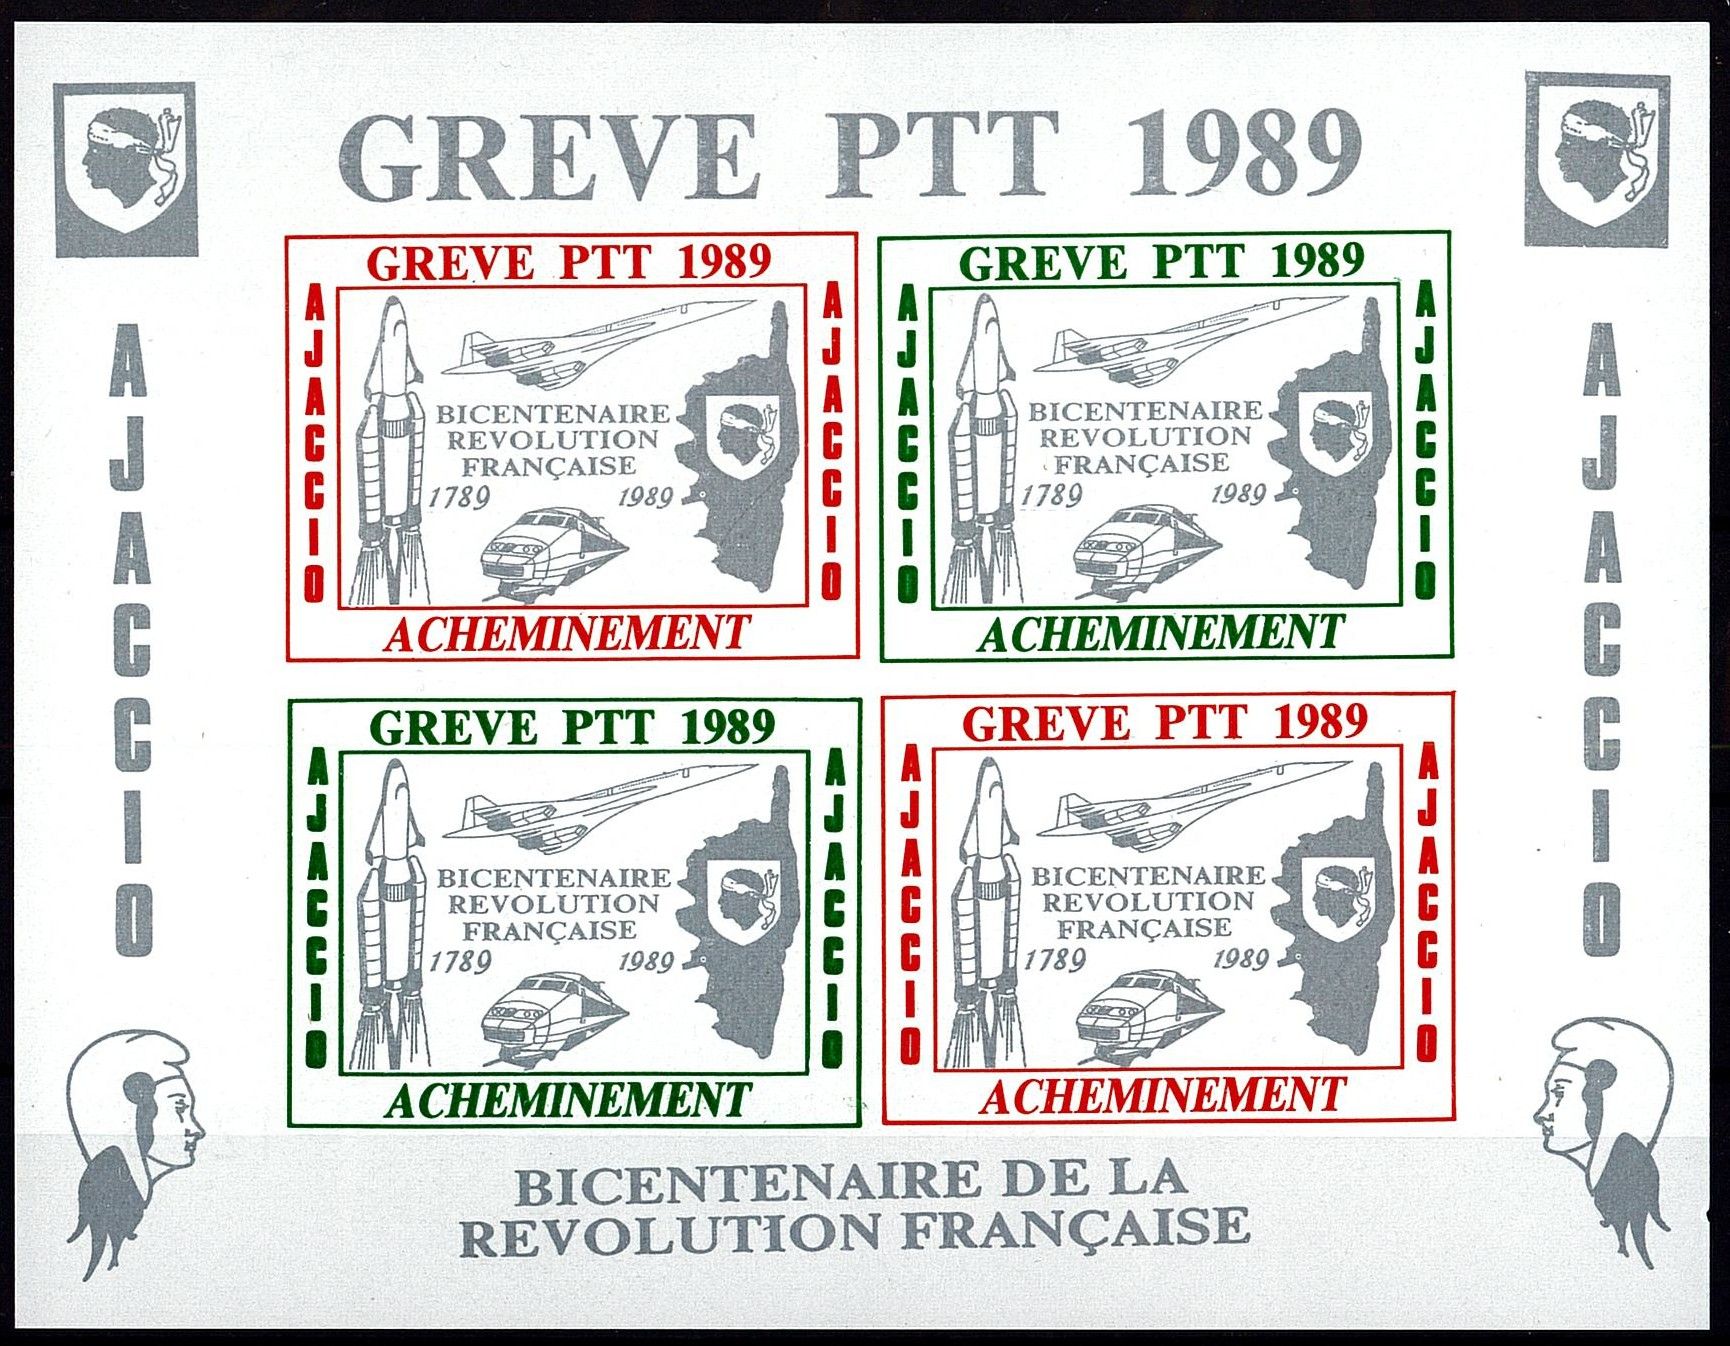 GREVE PTT 1989
AJACCIO
AJACCIO
GREVE PTT 1989
AJACCIO
BICENTENAIRE
REVOLUTION
FRANÇAISE
1789 1989
AJACCIO
ACHEMINEMENT
GREVE PTT 1989
AJACCIO
BICENTENAIRE
REVOLUTION
FRANÇAISE
1789 1989
AJACCIO
ACHEMINEMENT
GREVE PTT 1989
AJACCIO
BICENTENAIRE
REVOLUTION
FRANÇAISE
1789 1989
AJACCIO
ACHEMINEMENT
GREVE PTT 1989
AJACCIO
BICENTENAIRE
REVOLUTION
FRANÇAISE
1789 1989
AJACCIO
ACHEMINEMENT
BICENTENAIRE DE LA
REVOLUTION FRANÇAISE